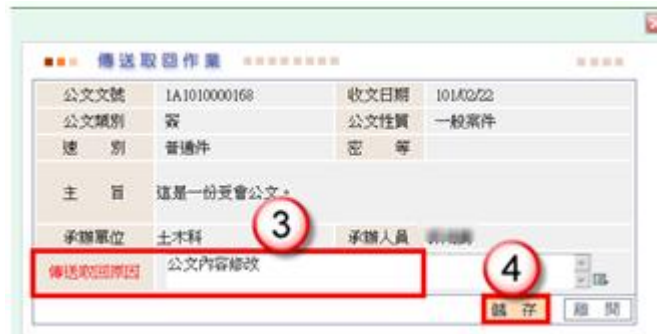 傳送取回作業
公文文號 1A1010000168 收文日期 101/02/22
公文類別 簽 公文性質 一般案件
速別 普通件 密等
主旨 這是一份受會公文。
3
承辦單位 土木科 承辦人員
傳送取回原因 公文內容修改
4
儲存 離開